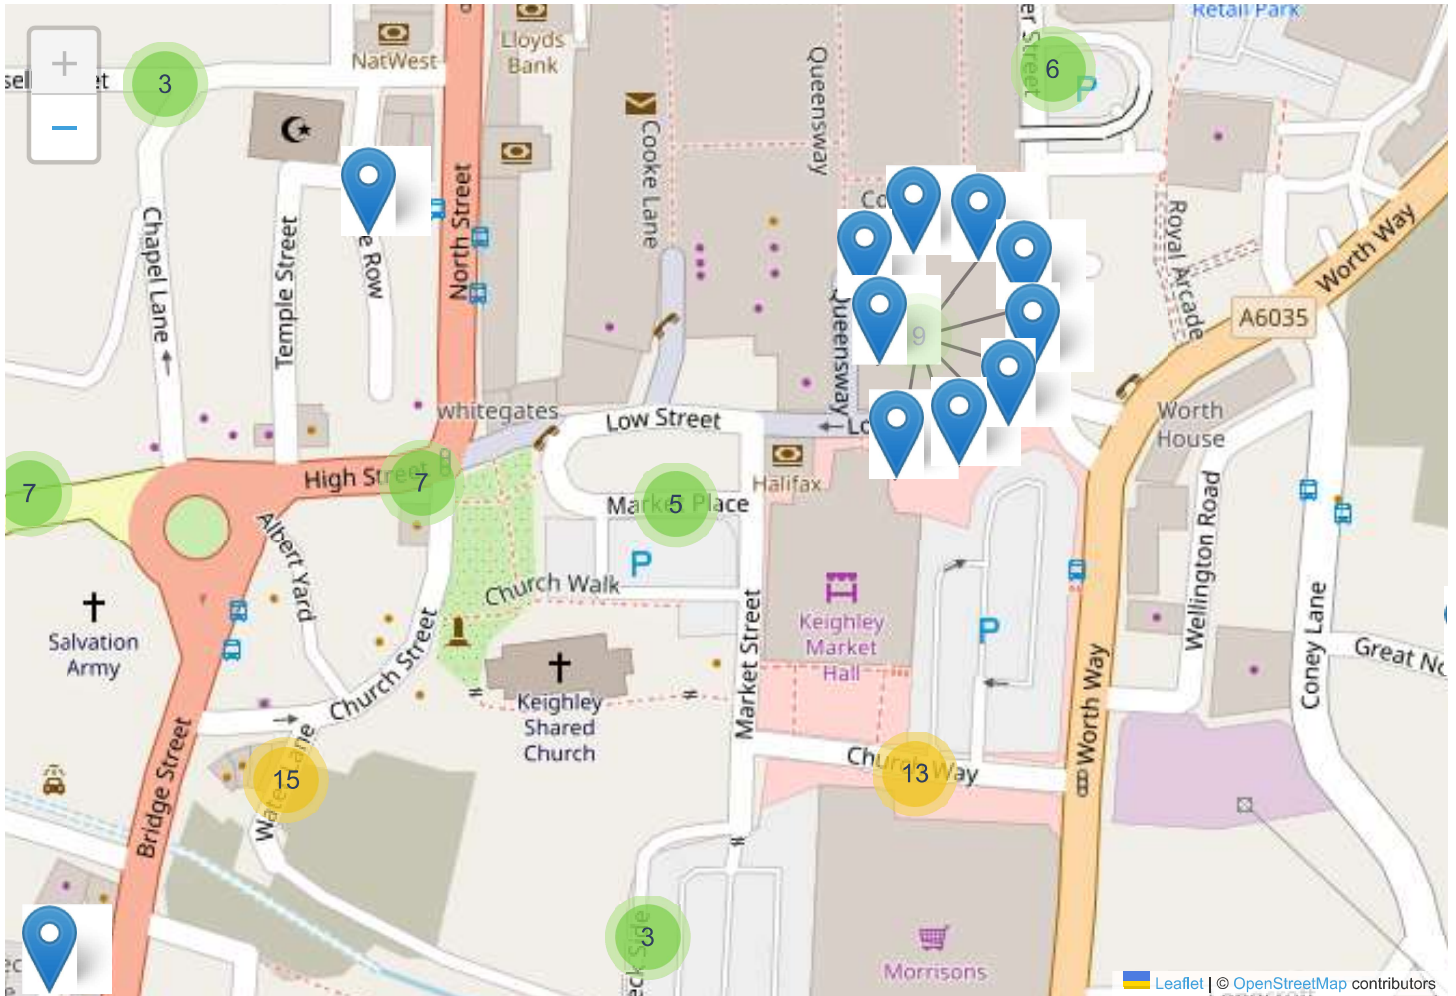 Retail Park
Lloyds
Bank
NatWest
3
6
P
+
−
Queensway
Cooke Lane
North Street
Chapel Lane
Temple Street
Row
Royal Arcade
Worth Way
A6035
9
Queensway
whitegates
Low Street
Worth
House
High Street
7
7
5
Market Place
Halifax
Albert Yard
P
Church Walk
Wellington Road
Salvation
Army
Keighley
Market
Hall
P
Coney Lane
Church Street
Market Street
Keighley
Shared
Church
Worth Way
Bridge Street
15
Water Lane
Church Way
13
3
Morrisons
Leaflet | © OpenStreetMap contributors